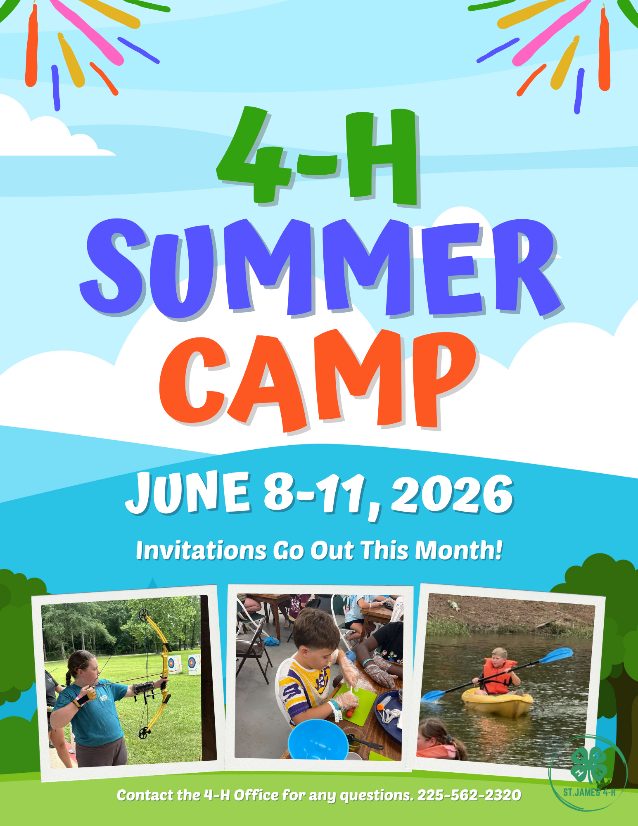 4-H
SUMMER
CAMP
JUNE 8-11, 2026
Invitations Go Out This Month!
Contact the 4-H Office for any questions. 225-562-2320
ST. JAMES 4-H